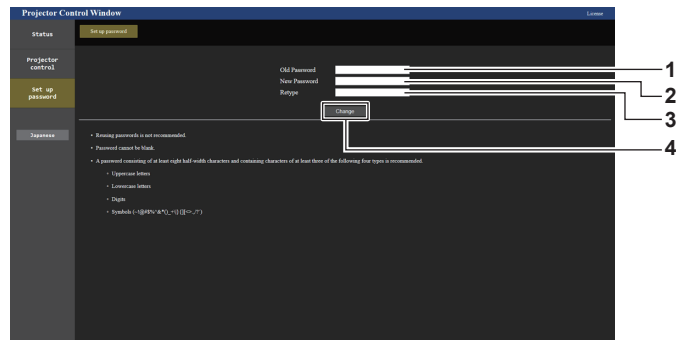 Projector Control Window
License
Status
Set up password
Projector
control
Set up
password
Japanese
Old Password
New Password
Retype
Change
1
2
3
4
• Reusing passwords is not recommended.
• Password cannot be blank.
• A password consisting of at least eight half-width characters and containing characters of at least three of the following four types is recommended.
◦ Uppercase letters
◦ Lowercase letters
◦ Digits
◦ Symbols